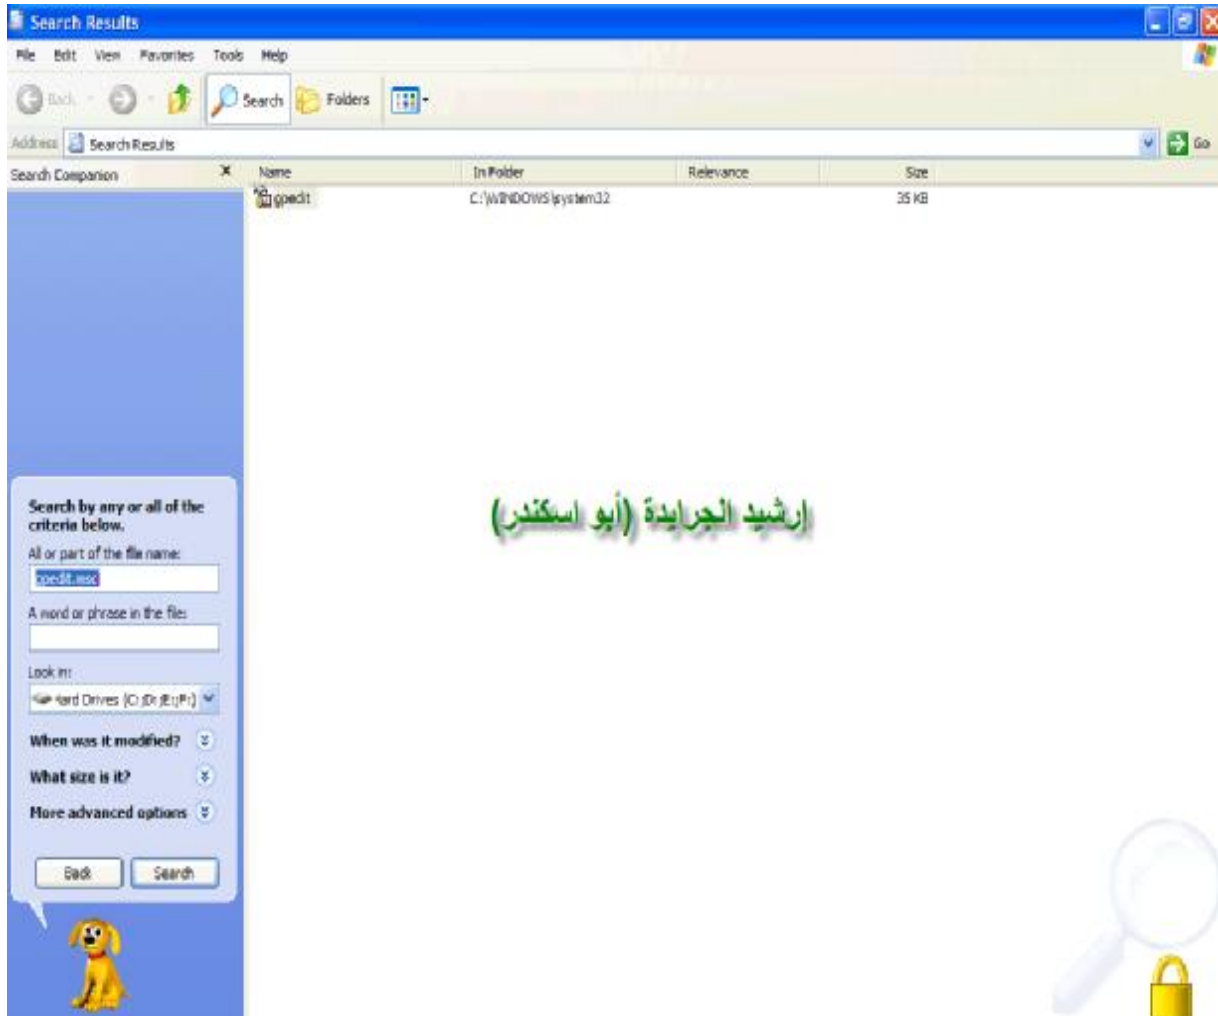 Search Results
File Edit View Favorites Tools Help
Back Search Folders
Address Search Results Go
Search Companion Name In Folder Relevance Size
gpedit C:\WINDOWS\system32 35 KB
إرشيد الجرايدة (أبو اسكندر)
Search by any or all of the
criteria below.
All or part of the file name:
gpedit.msc
A word or phrase in the file:
Look in:
Hard Drives (C:;D:;E:;F:)
When was it modified?
What size is it?
More advanced options
Back Search